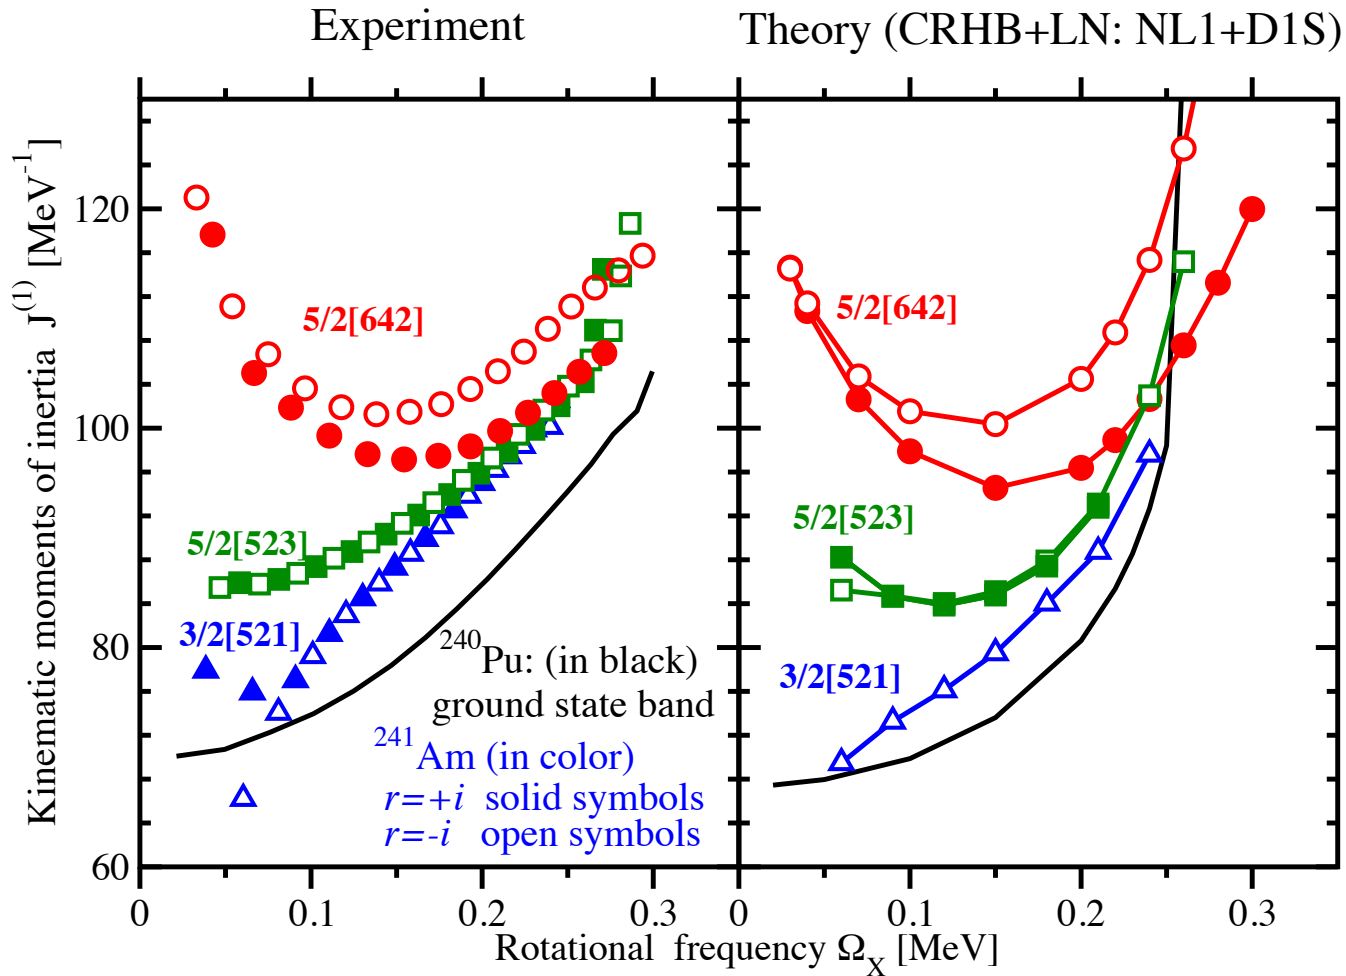 Experiment
Theory (CRHB+LN: NL1+D1S)
Kinematic moments of inertia J(1) [MeV-1]
120
100
80
60
5/2[642]
5/2[523]
3/2[521]
240Pu: (in black)
ground state band
241Am (in color)
r=+i solid symbols
r=-i open symbols
5/2[642]
5/2[523]
3/2[521]
0 0.1 0.2 0.3 0 0.1 0.2 0.3
Rotational frequency ΩX [MeV]